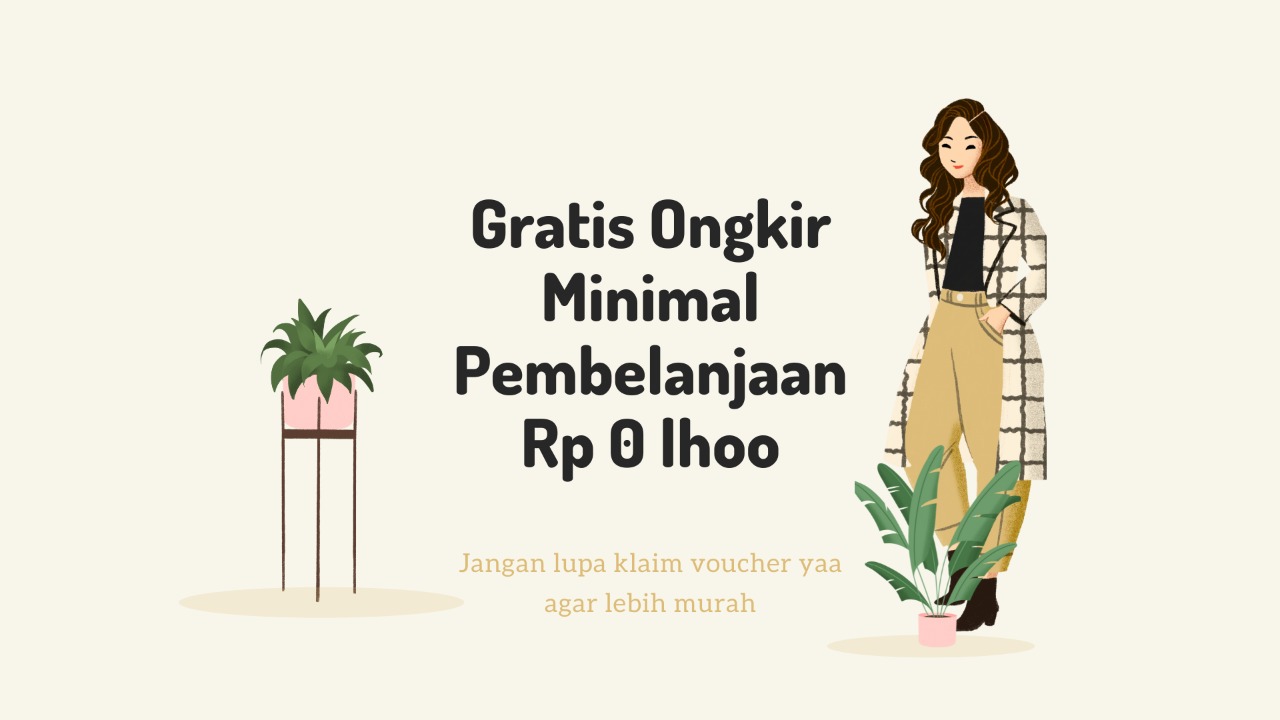 Gratis Ongkir
Minimal
Pembelanjaan
Rp 0 lhoo
Jangan lupa klaim voucher yaa
agar lebih murah